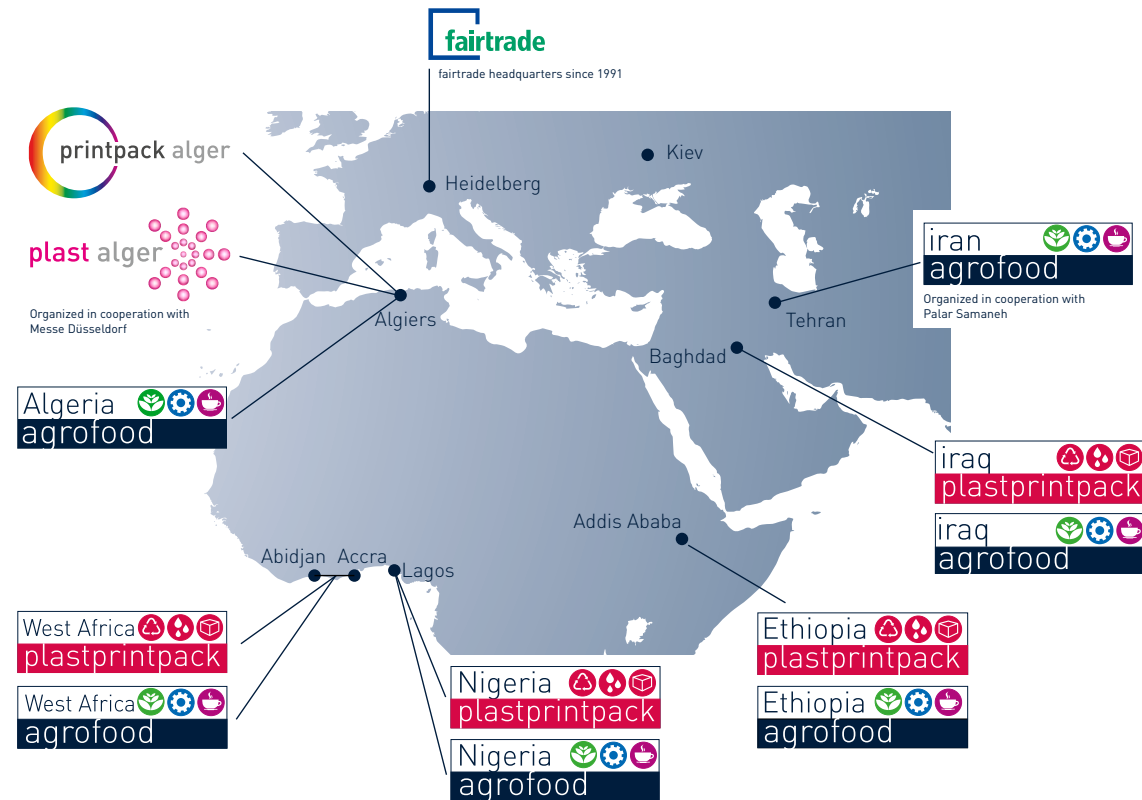 fairtrade
fairtrade headquarters since 1991
printpack alger
Kiev
Heidelberg
plast alger
Organized in cooperation with
Messe Düsseldorf
iran
agrofood
Organized in cooperation with
Palar Samaneh
Algiers
Tehran
Baghdad
Algeria
agrofood
iraq
plastprintpack
iraq
agrofood
Addis Ababa
Abidjan
Accra
Lagos
West Africa
plastprintpack
West Africa
agrofood
Nigeria
plastprintpack
Nigeria
agrofood
Ethiopia
plastprintpack
Ethiopia
agrofood